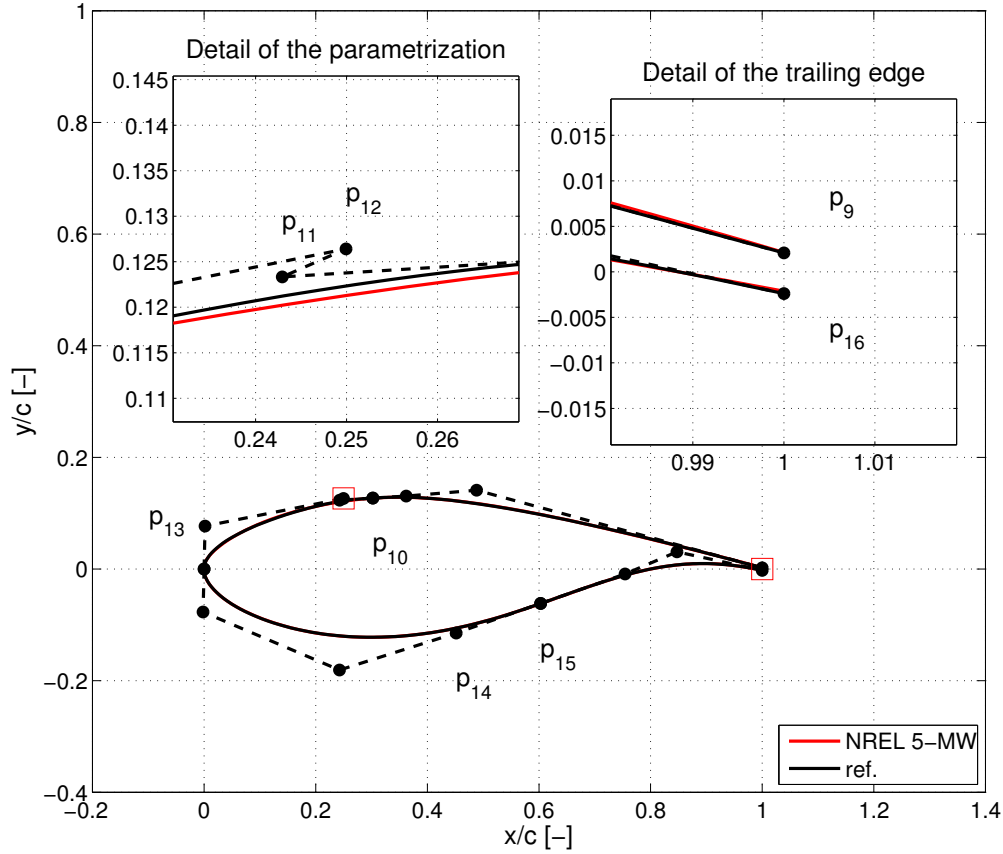 Detail of the parametrization
Detail of the trailing edge
0.145
0.14
0.135
0.13
0.125
0.12
0.115
0.11
0.24
0.25
0.26
p11
p12
0.015
0.01
0.005
0
−0.005
−0.01
−0.015
0.99
1
1.01
p9
p16
1
0.8
0.6
0.4
0.2
0
−0.2
−0.4
y/c [−]
p13
p10
p15
p14
NREL 5−MW
ref.
−0.2
0
0.2
0.4
0.6
0.8
1
1.2
1.4
x/c [−]